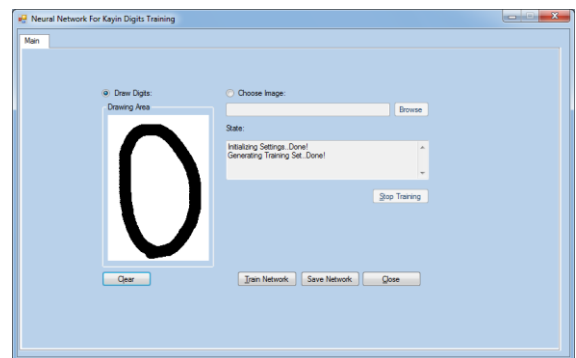 Neural Network For Kayin Digits Training
Main
Draw Digits:
Choose Image:
Drawing Area
Browse
State:
Initializing Settings..Done!
Generating Training Set..Done!
Stop Training
0
Clear
Train Network
Save Network
Close